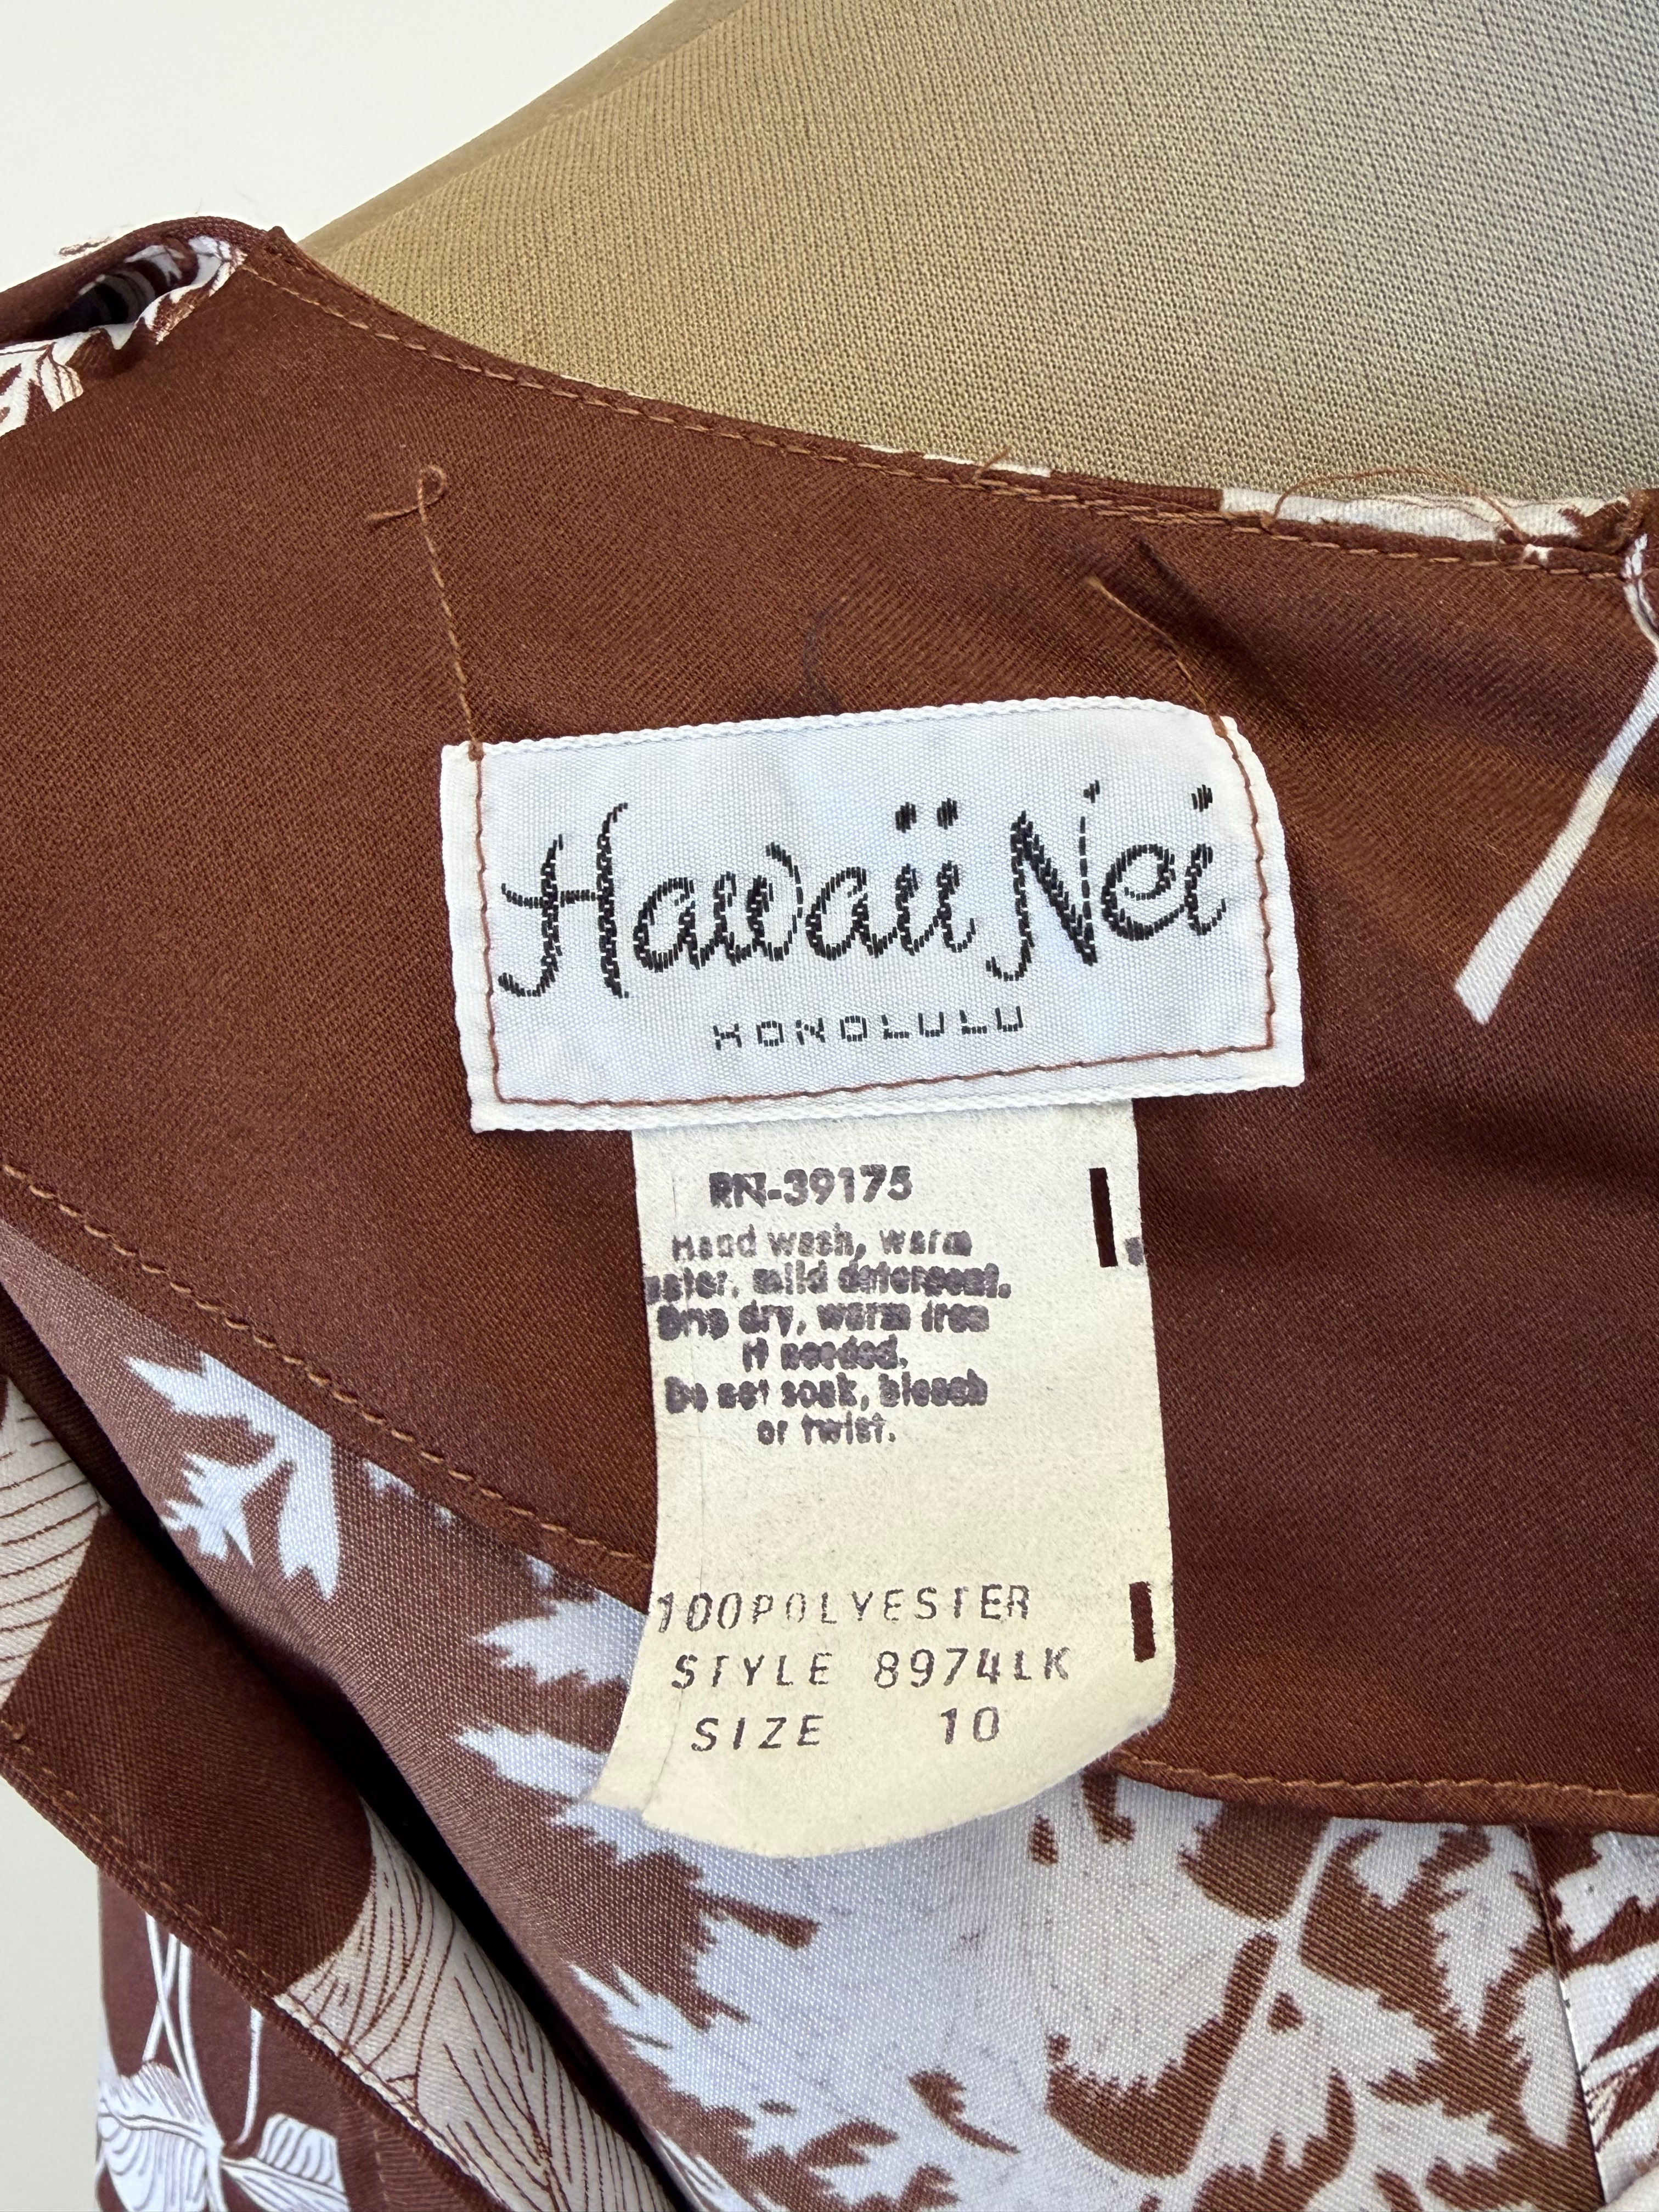 Hawaii Nei
HONOLULU
RN-39175
Hand wash, warm
water, mild detergent.
Drip dry, warm iron
if needed.
Do not soak, bleach
or twist.
100POLYESTER
STYLE 8974LK
SIZE 10